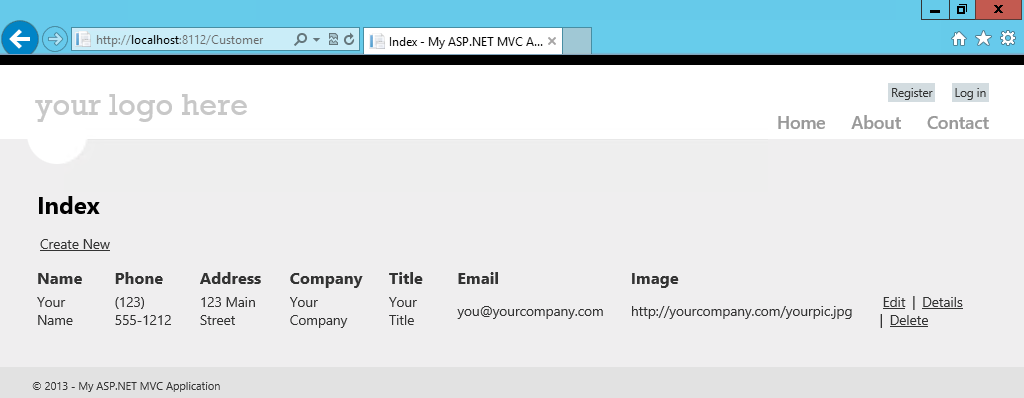 http://localhost:8112/Customer
Index - My ASP.NET MVC A...
your logo here
Register Log in
Home About Contact
Index
Create New
Name Phone Address Company Title Email Image
Your Name (123) 555-1212 123 Main Street Your Company Your Title you@yourcompany.com http://yourcompany.com/yourpic.jpg Edit | Details | Delete
© 2013 - My ASP.NET MVC Application